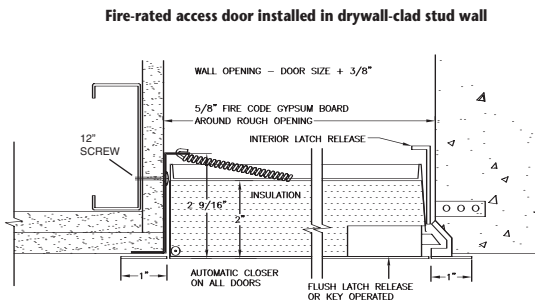 Fire-rated access door installed in drywall-clad stud wall
WALL OPENING – DOOR SIZE + 3/8"
5/8" FIRE CODE GYPSUM BOARD
AROUND ROUGH OPENING
12"
SCREW
INTERIOR LATCH RELEASE
INSULATION
2 9/16"
2"
1"
AUTOMATIC CLOSER
ON ALL DOORS
FLUSH LATCH RELEASE
OR KEY OPERATED
1"